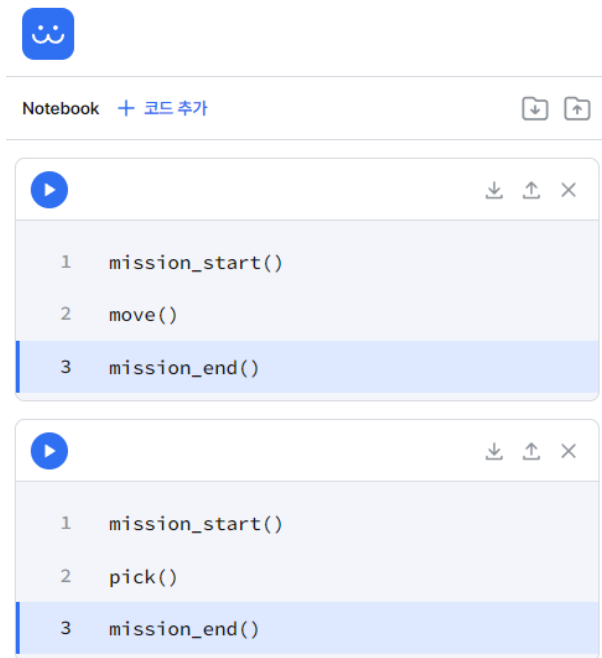 Notebook + 코드 추가
1 mission_start()
2 move()
3 mission_end()
1 mission_start()
2 pick()
3 mission_end()